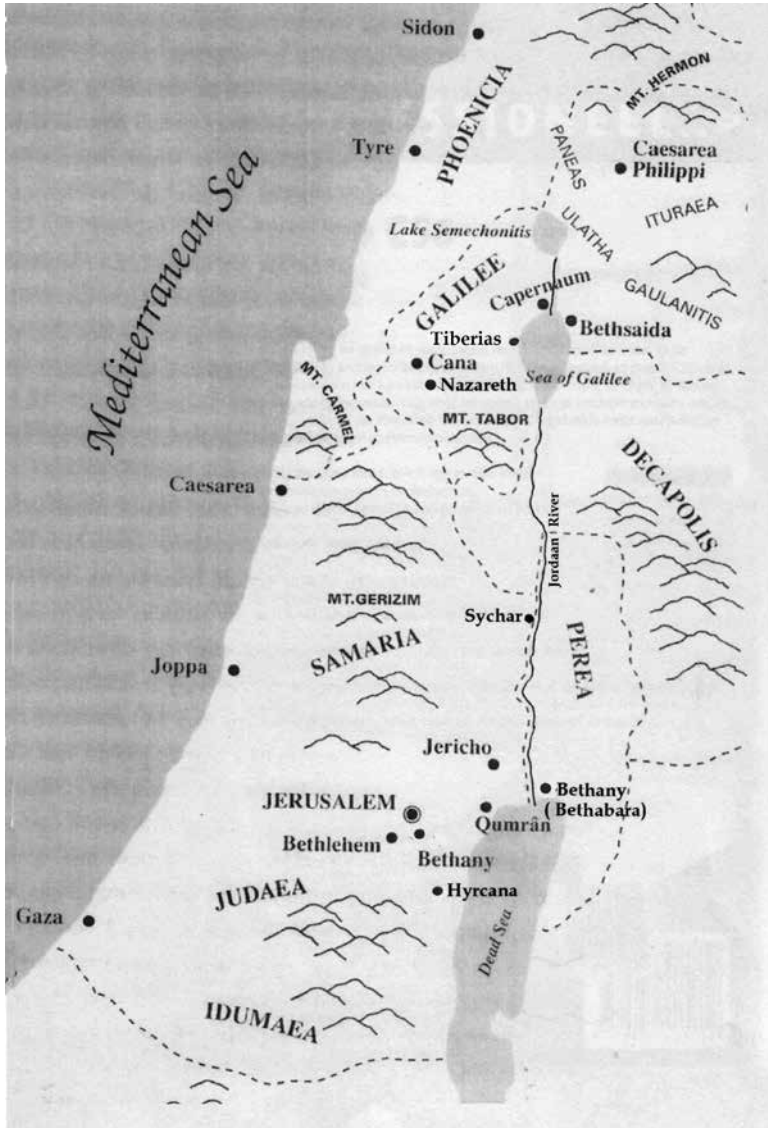 Sidon
MT. HERMON
PHOENICIA
Tyre
PANEAS
Caesarea
Philippi
Mediterranean Sea
ITURAEA
ULATHA
Lake Semechonitis
GALILEE
GAULANITIS
Capernaum
Bethsaida
Tiberias
Cana
Sea of Galilee
Nazareth
MT. CARMEL
MT. TABOR
DECAPOLIS
Caesarea
Jordaan River
MT.GERIZIM
Sychar
PEREA
SAMARIA
Joppa
Jericho
Bethany
( Bethabara)
JERUSALEM
Qumrân
Bethlehem
Bethany
JUDAEA
Hyrcana
Gaza
Dead Sea
IDUMAEA